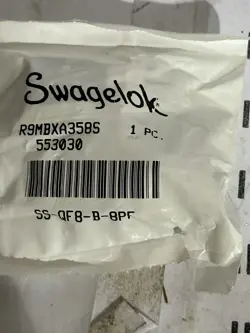 Swagelok
R9MBXA358S 1 PC.
553030
SS-QF8-B-8PF